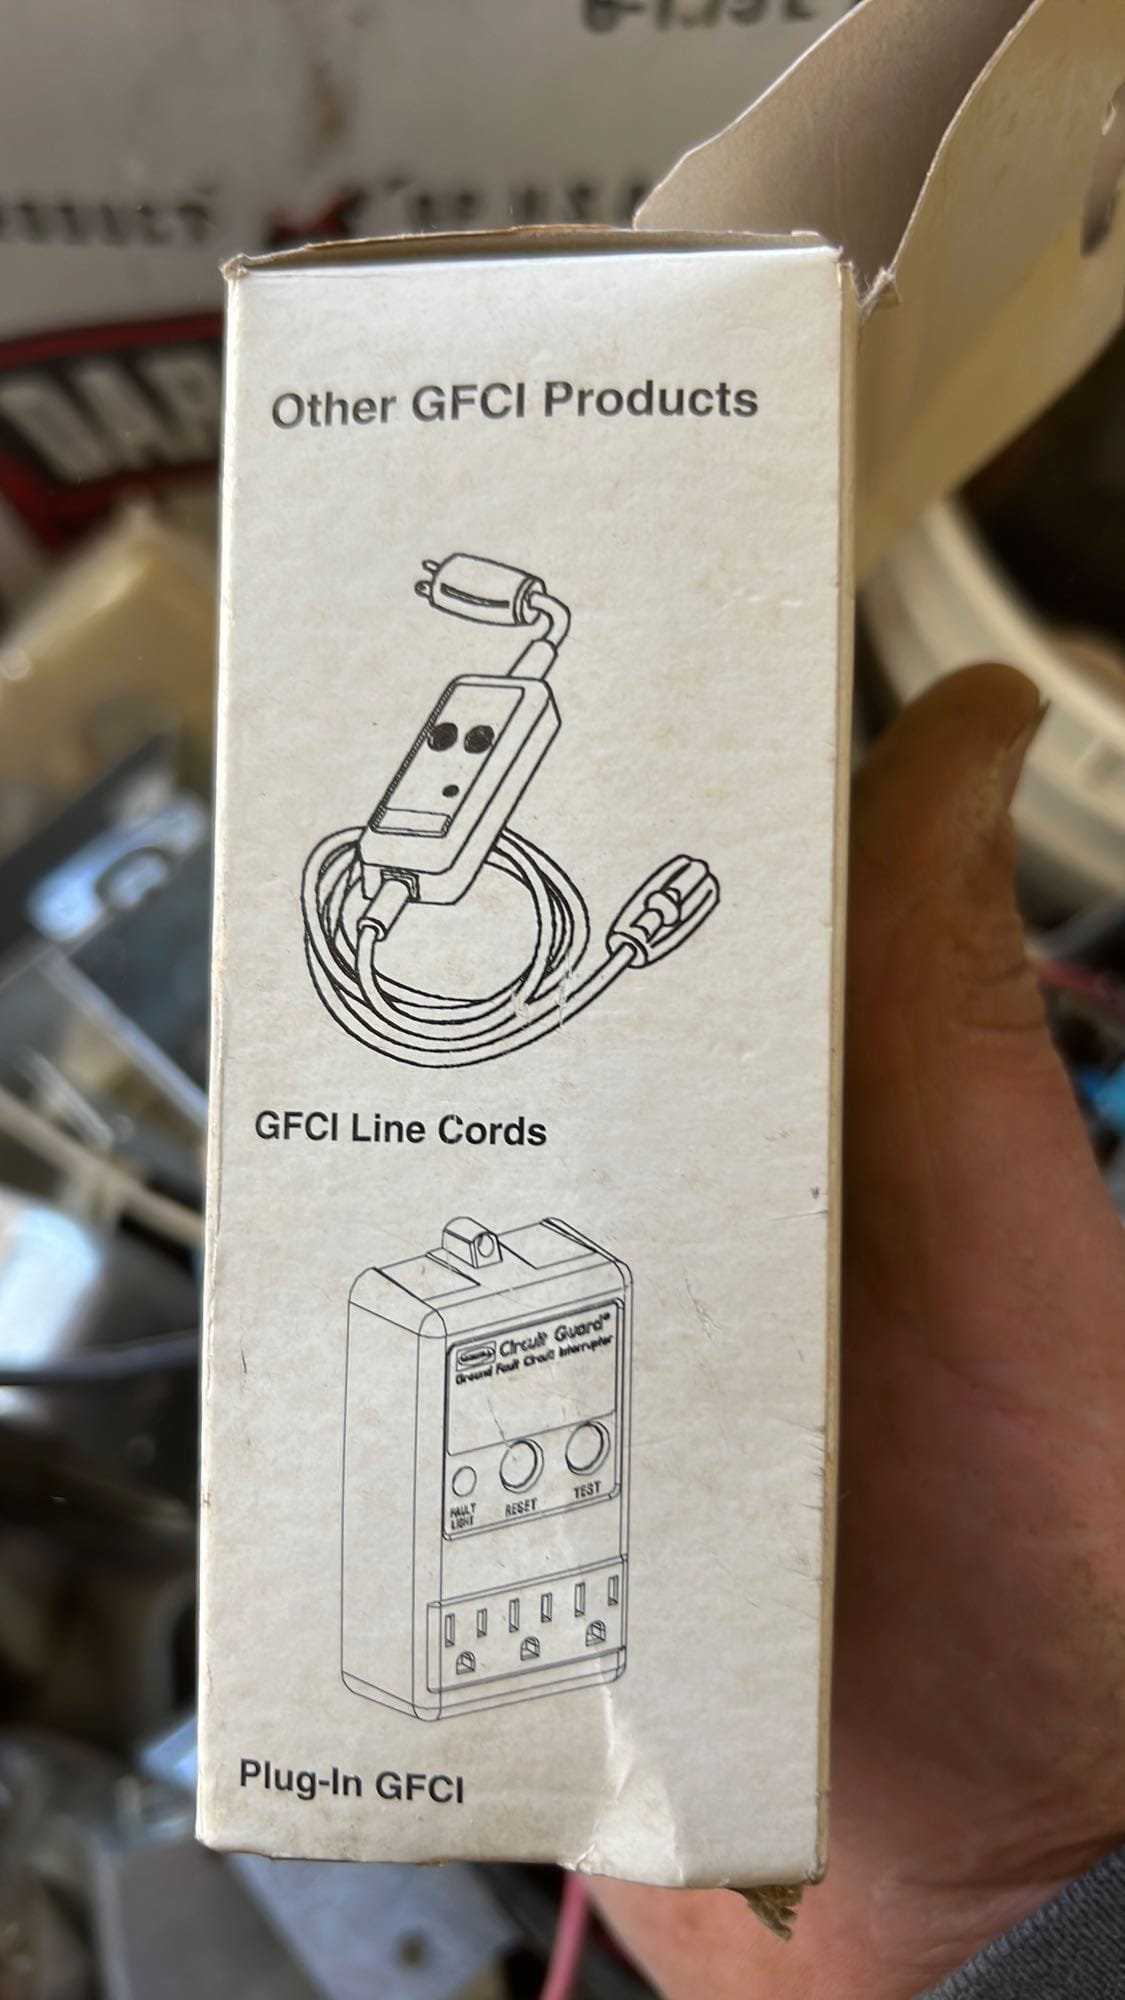 Other GFCI Products
GFCI Line Cords
Circuit Guard®
Ground Fault Circuit Interrupter
FAULT
LIGHT
RESET
TEST
Plug-In GFCI